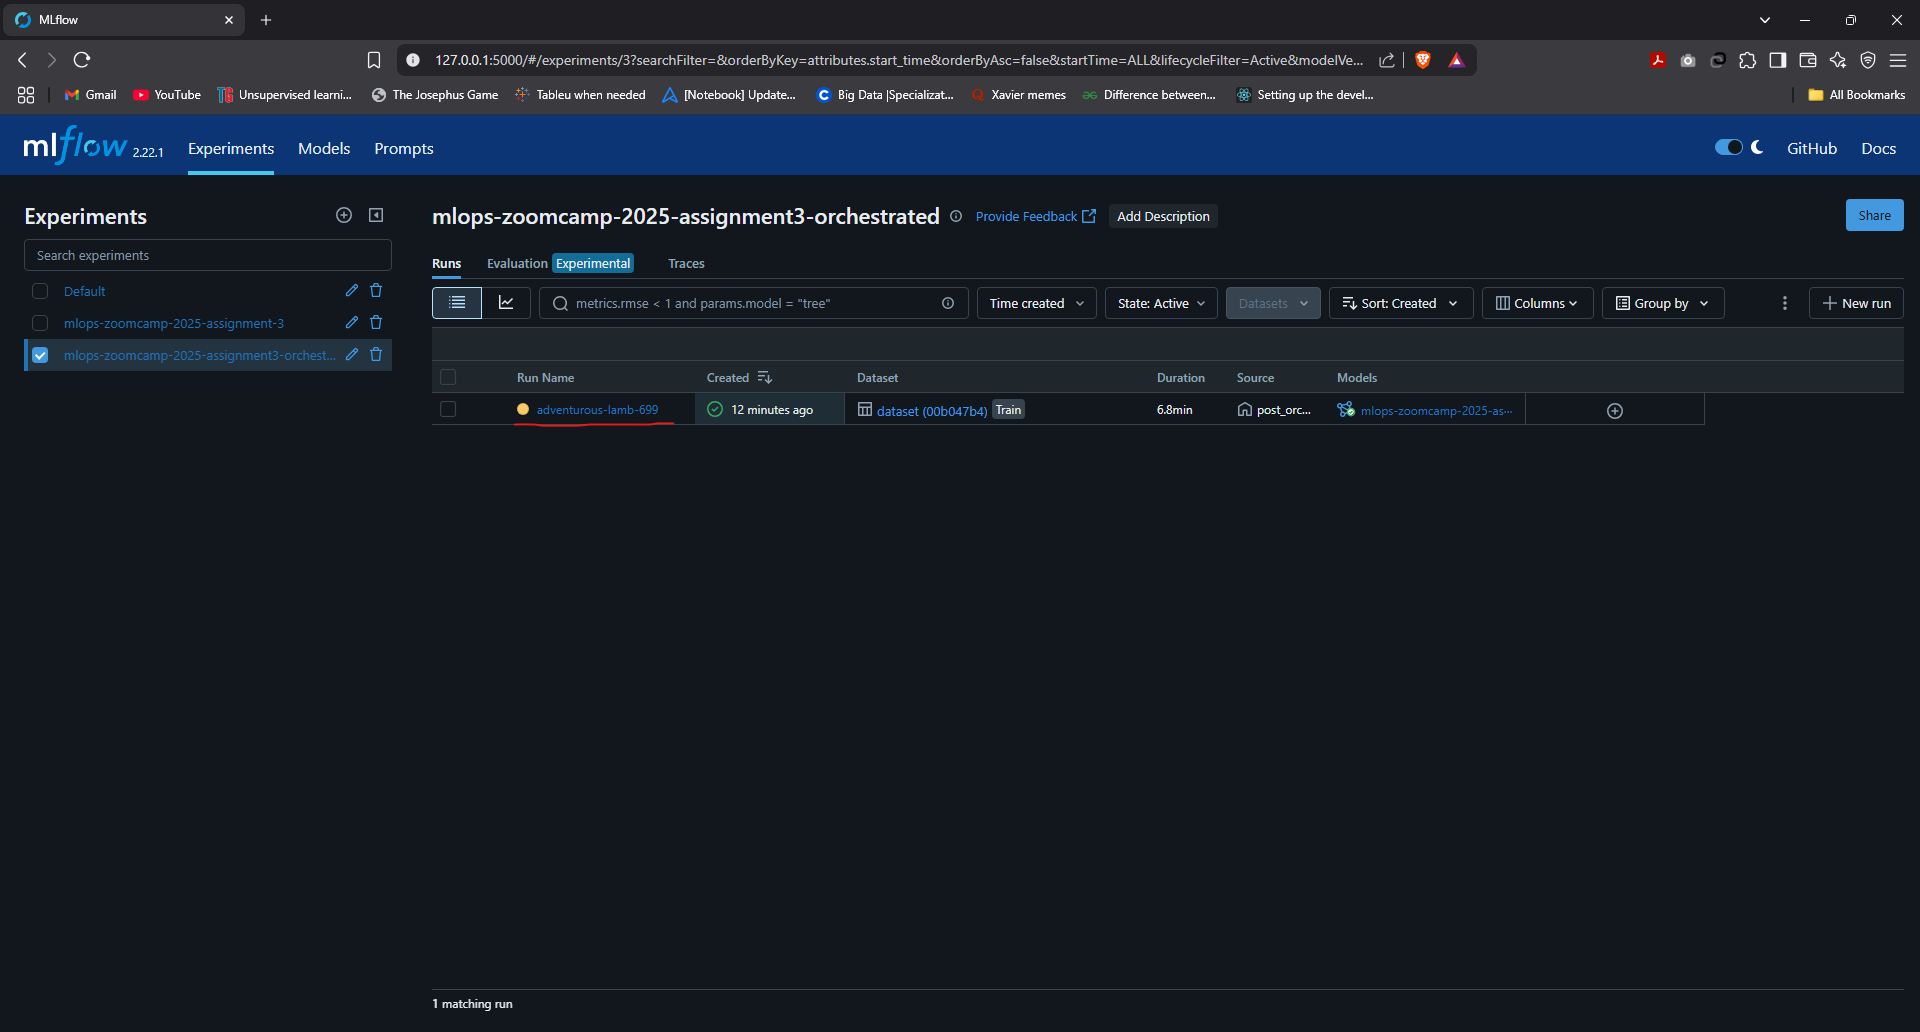 MLflow
127.0.0.1:5000/#/experiments/3?searchFilter=&orderByKey=attributes.start_time&orderByAsc=false&startTime=ALL&lifecycleFilter=Active&modelVe...
Gmail YouTube Unsupervised learni... The Josephus Game Tableu when needed [Notebook] Update... Big Data |Specializat... Xavier memes Difference between... Setting up the devel... All Bookmarks
mlflow 2.22.1 Experiments Models Prompts GitHub Docs
Experiments
Search experiments
Default
mlops-zoomcamp-2025-assignment-3
mlops-zoomcamp-2025-assignment3-orchest...
mlops-zoomcamp-2025-assignment3-orchestrated Provide Feedback Add Description Share
Runs Evaluation Experimental Traces
metrics.rmse < 1 and params.model = "tree" Time created State: Active Datasets Sort: Created Columns Group by New run
Run Name Created Dataset Duration Source Models
adventurous-lamb-699 12 minutes ago dataset (00b047b4) Train 6.8min post_orc... mlops-zoomcamp-2025-as...
1 matching run